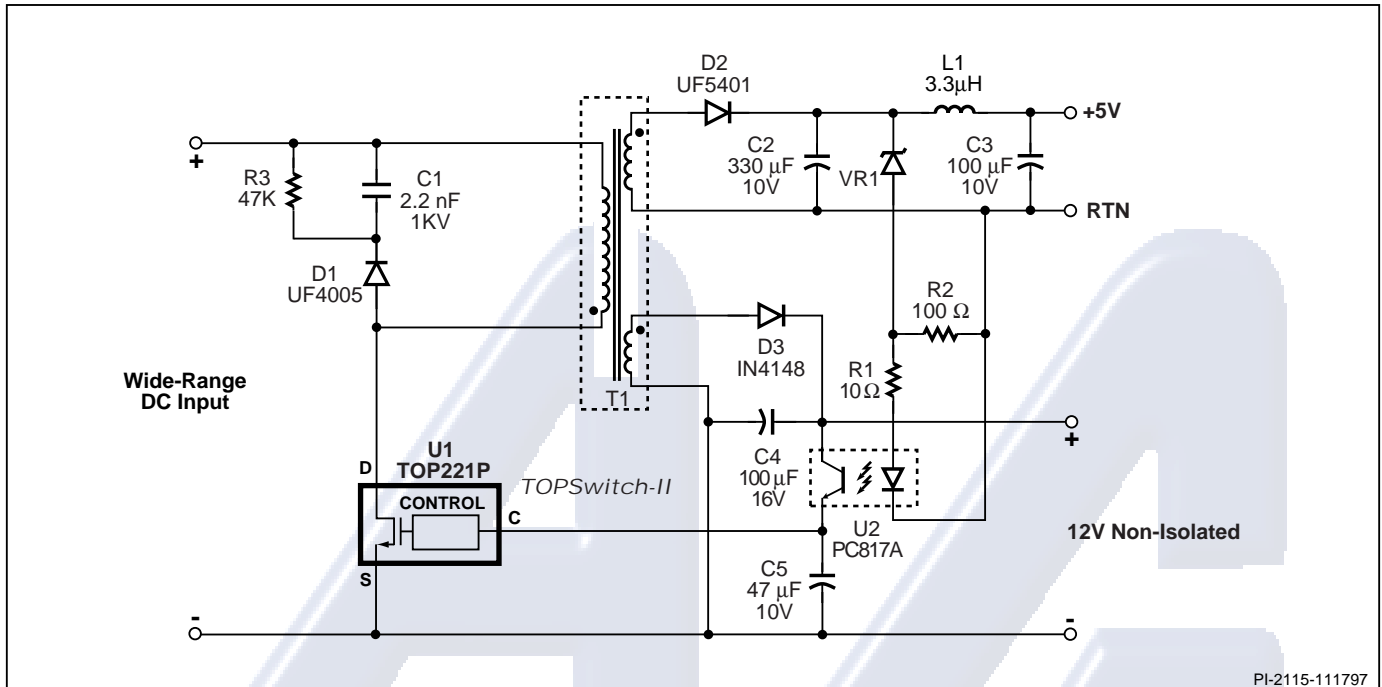 D2
UF5401
L1
3.3µH
+5V
+
R3
47K
C1
2.2 nF
1KV
C2
330 µF
10V
VR1
C3
100 µF
10V
RTN
D1
UF4005
R2
100 Ω
D3
IN4148
R1
10Ω
Wide-Range
DC Input
T1
+
U1
TOP221P
D
TOPSwitch-II
CONTROL
C
S
C4
100 µF
16V
U2
PC817A
12V Non-Isolated
C5
47 µF
10V
-
-
PI-2115-111797